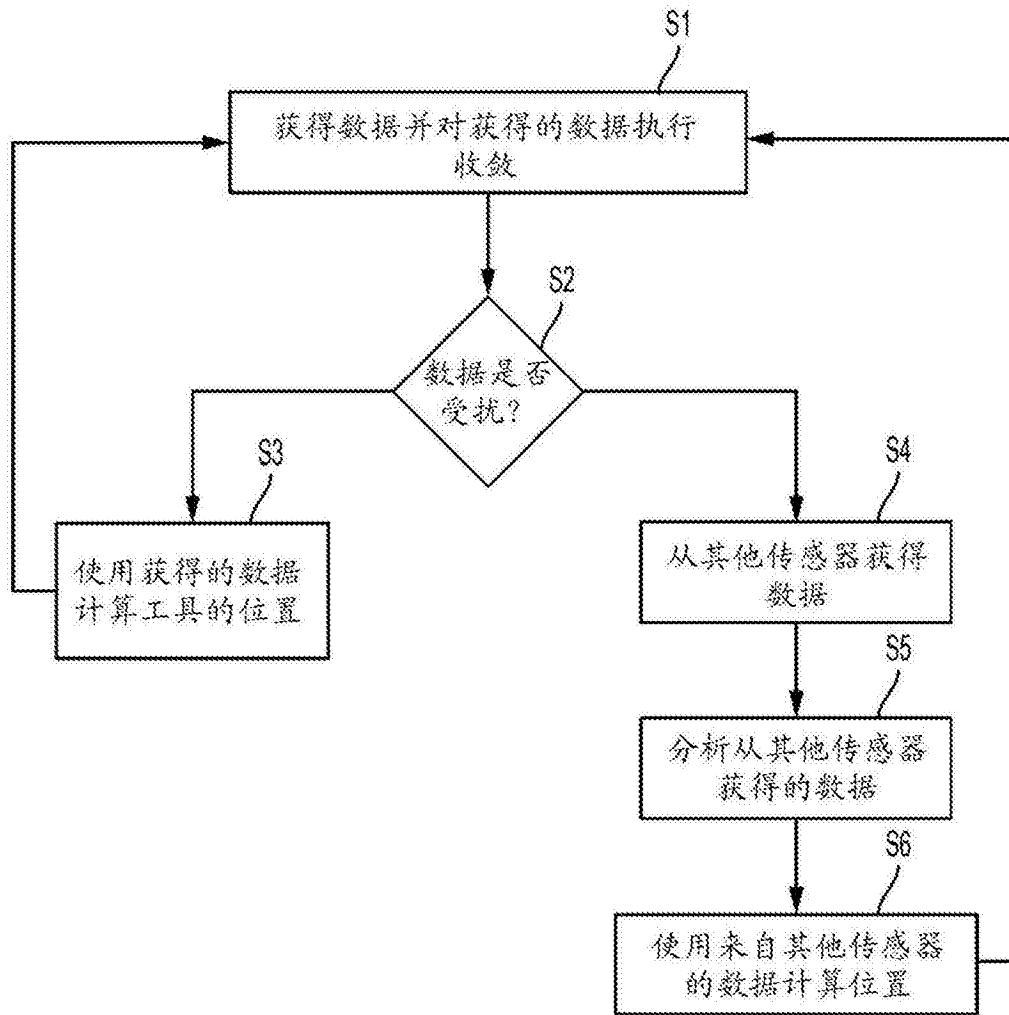 S1
获得数据并对获得的数据执行
收敛
S2
数据是否
受扰?
S3
使用获得的数据
计算工具的位置
S4
从其他传感器获得
数据
S5
分析从其他传感器
获得的数据
S6
使用来自其他传感器
的数据计算位置